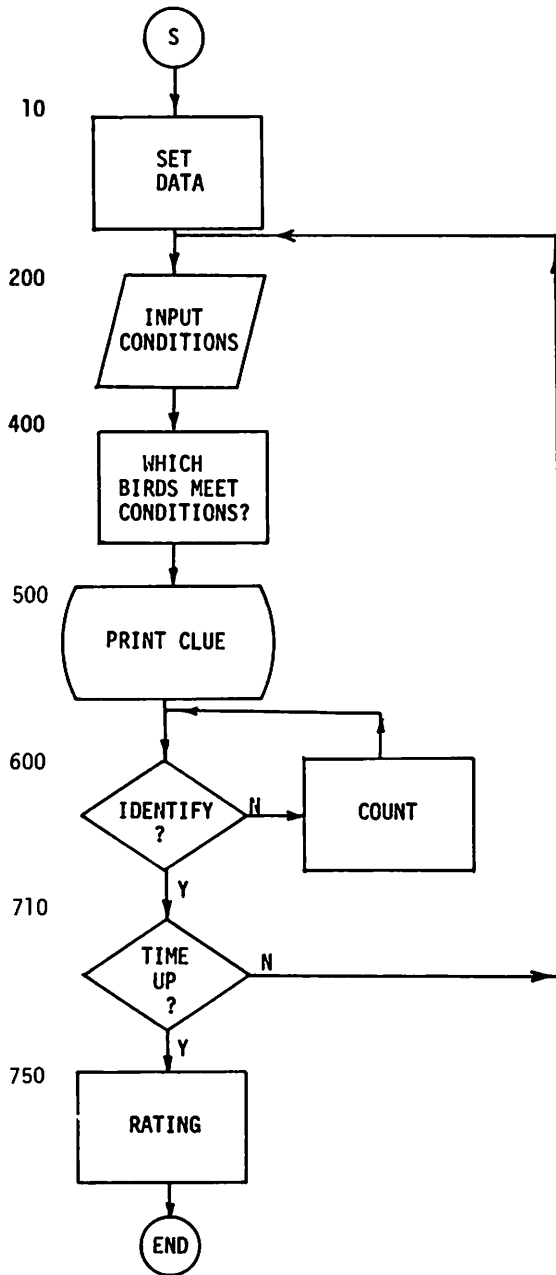 S
10
SET
DATA
200
INPUT
CONDITIONS
400
WHICH
BIRDS MEET
CONDITIONS?
500
PRINT CLUE
600
IDENTIFY
?
N
COUNT
Y
710
TIME
UP
?
N
Y
750
RATING
END